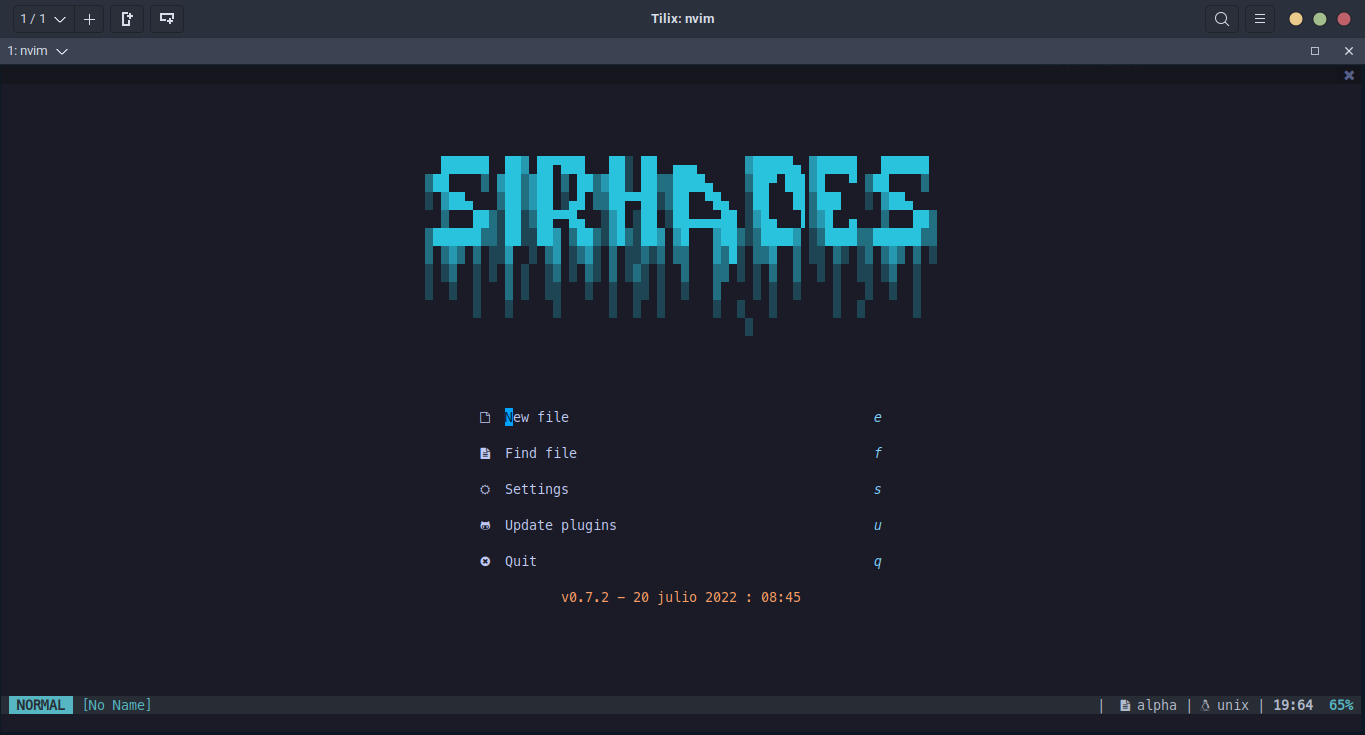 1 / 1
Tilix: nvim
1: nvim
SIRHADES
New file e
Find file f
Settings s
Update plugins u
Quit q
v0.7.2 – 20 julio 2022 : 08:45
NORMAL [No Name] | alpha | unix | 19:64 65%